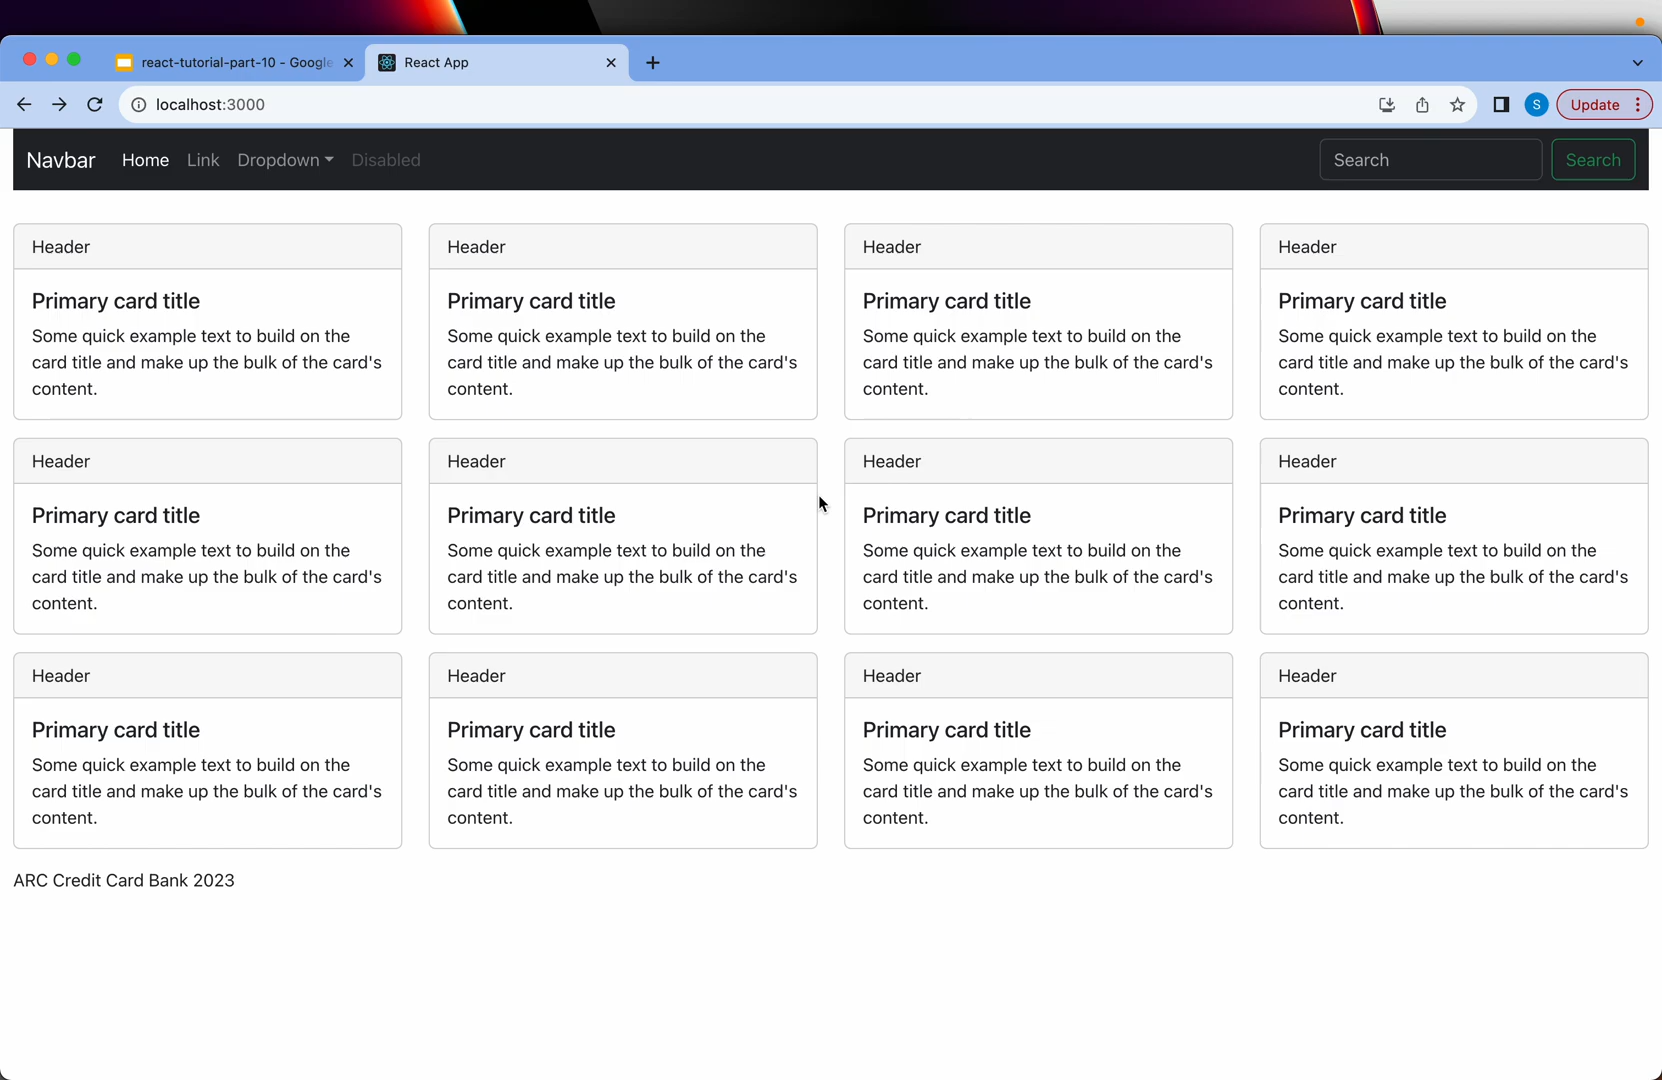 react-tutorial-part-10 - Google
React App
localhost:3000
S
Update
Navbar Home Link Dropdown Disabled Search Search
Header Header Header Header
Primary card title Primary card title Primary card title Primary card title
Some quick example text to build on the Some quick example text to build on the Some quick example text to build on the Some quick example text to build on the
card title and make up the bulk of the card's card title and make up the bulk of the card's card title and make up the bulk of the card's card title and make up the bulk of the card's
content. content. content. content.
Header Header Header Header
Primary card title Primary card title Primary card title Primary card title
Some quick example text to build on the Some quick example text to build on the Some quick example text to build on the Some quick example text to build on the
card title and make up the bulk of the card's card title and make up the bulk of the card's card title and make up the bulk of the card's card title and make up the bulk of the card's
content. content. content. content.
Header Header Header Header
Primary card title Primary card title Primary card title Primary card title
Some quick example text to build on the Some quick example text to build on the Some quick example text to build on the Some quick example text to build on the
card title and make up the bulk of the card's card title and make up the bulk of the card's card title and make up the bulk of the card's card title and make up the bulk of the card's
content. content. content. content.
ARC Credit Card Bank 2023